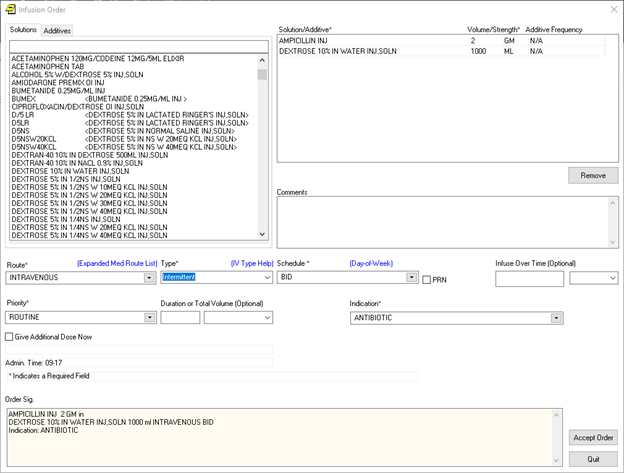 Infusion Order
Solutions Additives
ACETAMINOPHEN 120MG/CODEINE 12MG/5ML ELIXIR
ACETAMINOPHEN TAB
ALCOHOL 5% W/DEXTROSE 5% INJ,SOLN
AMIODARONE PREMIX OI INJ
BUMETANIDE 0.25MG/ML INJ
BUMEX <BUMETANIDE 0.25MG/ML INJ >
CIPROFLOXACIN/DEXTROSE OI INJ,SOLN
D/5 LR <DEXTROSE 5% IN LACTATED RINGER'S INJ,SOLN>
D5LR <DEXTROSE 5% IN LACTATED RINGER'S INJ,SOLN>
D5NS <DEXTROSE 5% IN NORMAL SALINE INJ,SOLN>
D5NSW20KCL <DEXTROSE 5% IN NS W 20MEQ KCL INJ,SOLN>
D5NSW40KCL <DEXTROSE 5% IN NS W 40MEQ KCL INJ,SOLN>
DEXTRAN-40 10% IN DEXTROSE 500ML INJ,SOLN
DEXTRAN-40 10% IN NACL 0.9% INJ,SOLN
DEXTROSE 10% IN WATER INJ,SOLN
DEXTROSE 5% IN 1/2NS INJ,SOLN
DEXTROSE 5% IN 1/2NS W 10MEQ KCL INJ,SOLN
DEXTROSE 5% IN 1/2NS W 20MEQ KCL INJ,SOLN
DEXTROSE 5% IN 1/2NS W 30MEQ KCL INJ,SOLN
DEXTROSE 5% IN 1/2NS W 40MEQ KCL INJ,SOLN
DEXTROSE 5% IN 1/4NS INJ,SOLN
DEXTROSE 5% IN 1/4NS W 20MEQ KCL INJ,SOLN
DEXTROSE 5% IN 1/4NS W 40MEQ KCL INJ,SOLN
Solution/Additive* Volume/Strength* Additive Frequency
AMPICILLIN INJ 2 GM N/A
DEXTROSE 10% IN WATER INJ,SOLN 1000 ML N/A
Remove
Comments
Route* (Expanded Med Route List) Type* (IV Type Help) Schedule * (Day-of-Week) Infuse Over Time (Optional)
INTRAVENOUS Intermittent BID PRN
Priority* Duration or Total Volume (Optional) Indication*
ROUTINE ANTIBIOTIC
Give Additional Dose Now
Admin. Time: 09-17
* Indicates a Required Field
Order Sig.
AMPICILLIN INJ 2 GM in
DEXTROSE 10% IN WATER INJ,SOLN 1000 ml INTRAVENOUS BID
Indication: ANTIBIOTIC
Accept Order
Quit